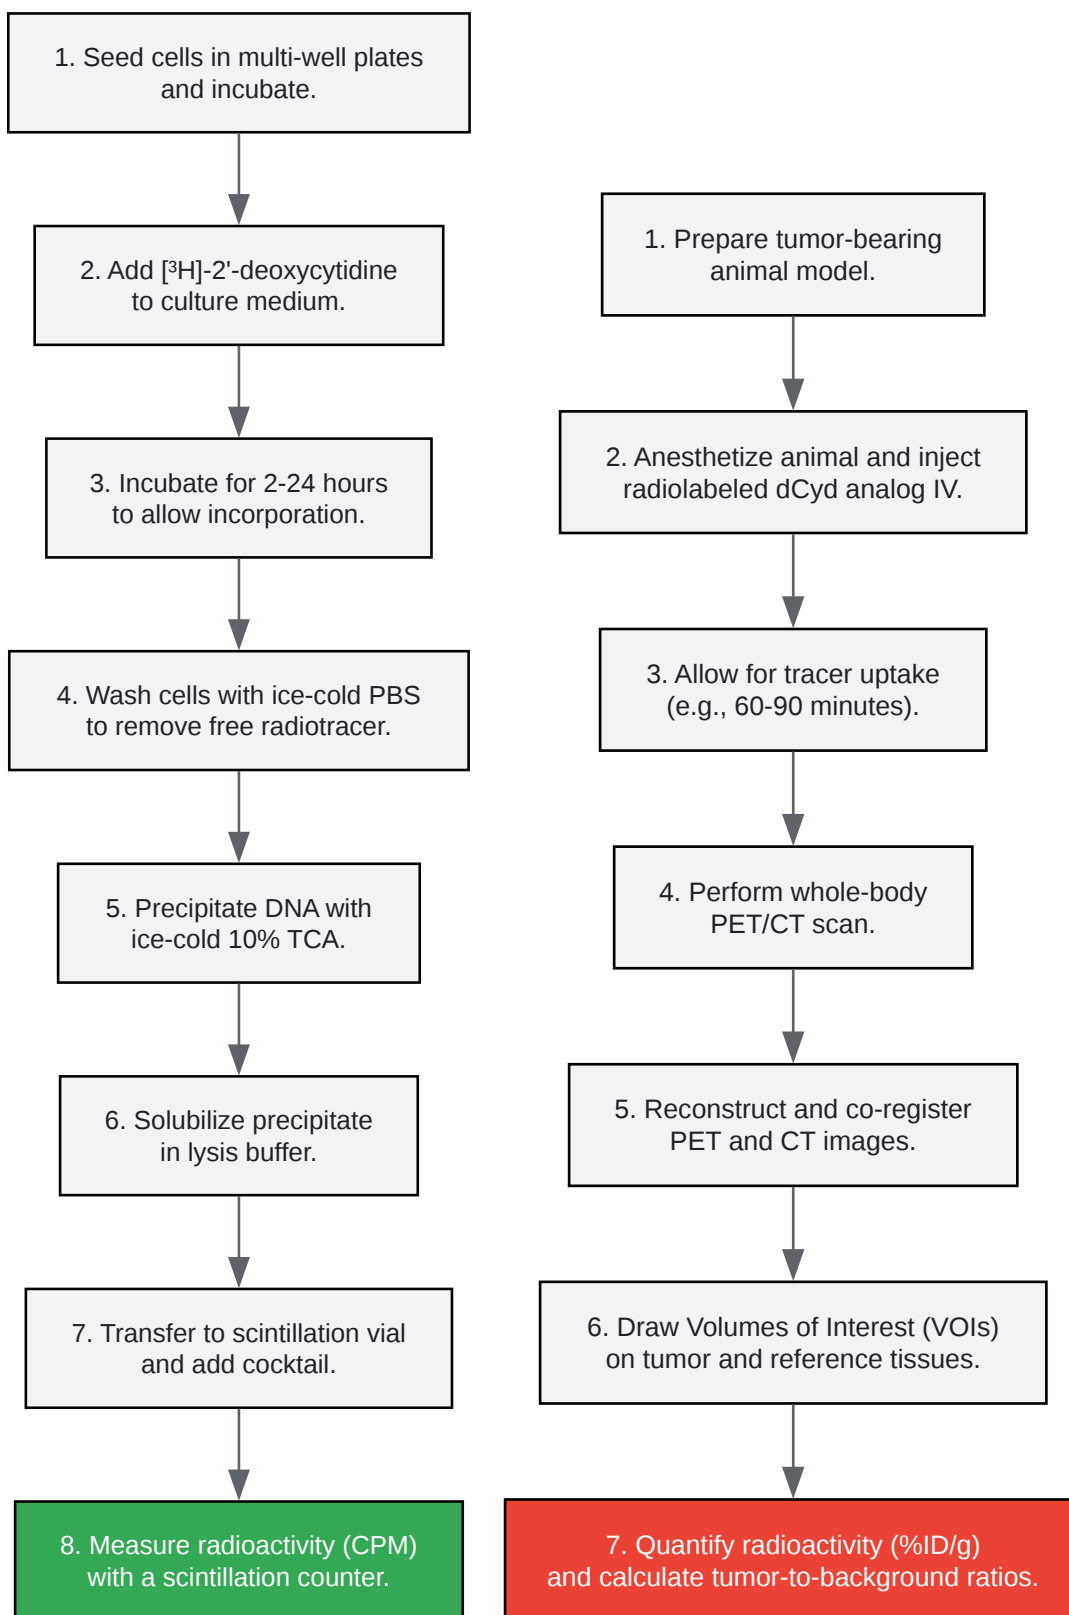 1. Seed cells in multi-well plates
and incubate.
2. Add [³H]-2'-deoxycytidine
to culture medium.
3. Incubate for 2-24 hours
to allow incorporation.
4. Wash cells with ice-cold PBS
to remove free radiotracer.
5. Precipitate DNA with
ice-cold 10% TCA.
6. Solubilize precipitate
in lysis buffer.
7. Transfer to scintillation vial
and add cocktail.
8. Measure radioactivity (CPM)
with a scintillation counter.
1. Prepare tumor-bearing
animal model.
2. Anesthetize animal and inject
radiolabeled dCyd analog IV.
3. Allow for tracer uptake
(e.g., 60-90 minutes).
4. Perform whole-body
PET/CT scan.
5. Reconstruct and co-register
PET and CT images.
6. Draw Volumes of Interest (VOIs)
on tumor and reference tissues.
7. Quantify radioactivity (%ID/g)
and calculate tumor-to-background ratios.